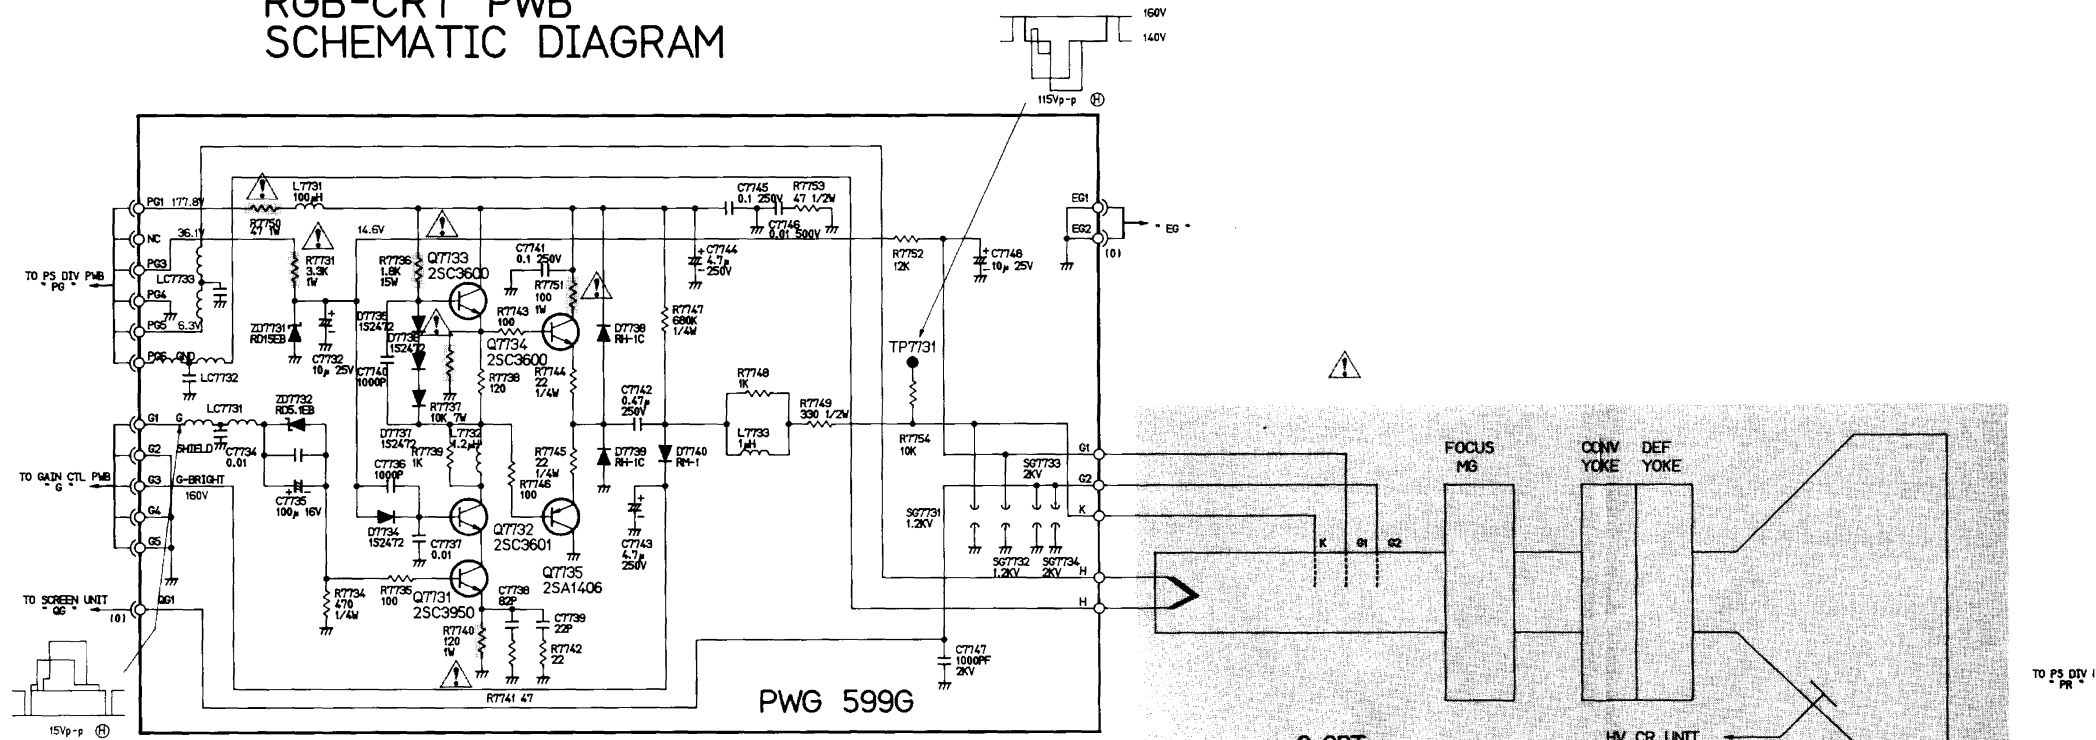 RGB-CRT PWB
SCHEMATIC DIAGRAM
160V
140V
115Vp-p (H)
PG1 177.8V
R7750
47 1W
L7731
100μH
NC
36.1V
PG3
TO PS DIV PWB
" PG "
LC7733
PG4
PG5 6.3V
PG6 GND
LC7732
R7731
3.3K
1W
14.6V
ZD7731
RD15EB
C7732
10μ 25V
R7736
1.8K
15W
Q7733
2SC3600
D7735
1S2472
D7736
1S2472
C7740
1000P
C7741
0.1 250V
R7751
100
1W
R7743
100
Q7734
2SC3600
R7738
120
R7744
22
1/4W
D7738
RH-1C
C7744
4.7μ
250V
C7745
0.1 250V
R7753
47 1/2W
C7746
0.01 500V
R7747
680K
1/4W
R7752
12K
C7748
10μ 25V
EG1
EG2
(0)
" EG "
TP7731
R7748
1K
R7749
330 1/2W
L7733
1μH
R7754
10K
C7742
0.47μ
250V
R7737
10K 7W
D7737
1S2472
R7739
1K
L7732
1.2μH
R7745
22
1/4W
R7746
100
D7739
RH-1C
D7740
RM-1
G1 G
LC7731
ZD7732
RD5.1EB
G2 SHIELD
C7734
0.01
TO GAIN CTL PWB
" G "
G3 G-BRIGHT
160V
C7735
100μ 16V
G4
G5
C7736
1000P
D7734
1S2472
C7737
0.01
Q7732
2SC3601
C7743
4.7μ
250V
Q7735
2SA1406
Q7731
2SC3950
R7735
100
R7734
470
1/4W
C7738
82P
C7739
22P
R7740
120
1W
R7742
22
R7741 47
TO SCREEN UNIT
" QG "
(0)
QG1
15Vp-p (H)
SG7731
1.2KV
SG7732
1.2KV
SG7733
2KV
SG7734
2KV
G1
G2
K
H
H
C7747
1000PF
2KV
PWG 599G
K G1 G2
FOCUS
MG
CONV
YOKE
DEF
YOKE
HV CR UNIT
TO PS DIV
" PR "